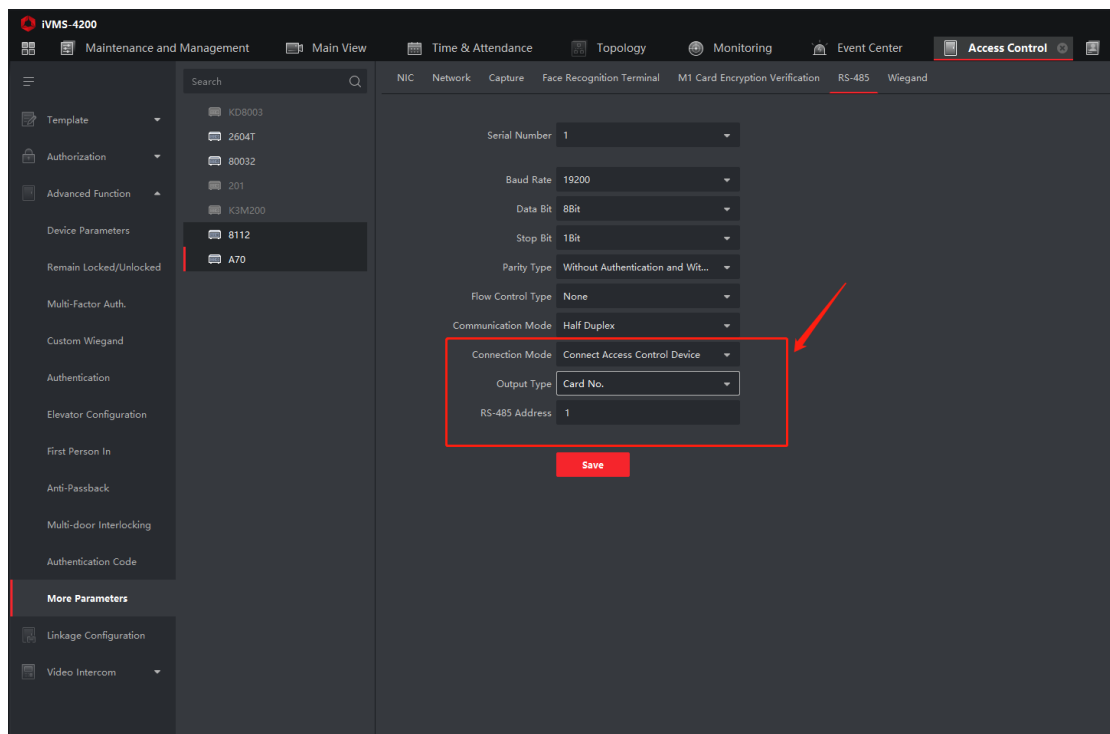 iVMS-4200
Maintenance and Management Main View Time & Attendance Topology Monitoring Event Center Access Control
Search
NIC Network Capture Face Recognition Terminal M1 Card Encryption Verification RS-485 Wiegand
Template
Authorization
Advanced Function
Device Parameters
Remain Locked/Unlocked
Multi-Factor Auth.
Custom Wiegand
Authentication
Elevator Configuration
First Person In
Anti-Passback
Multi-door Interlocking
Authentication Code
More Parameters
Linkage Configuration
Video Intercom
KD8003
2604T
80032
201
K3M200
8112
A70
Serial Number 1
Baud Rate 19200
Data Bit 8Bit
Stop Bit 1Bit
Parity Type Without Authentication and Wit...
Flow Control Type None
Communication Mode Half Duplex
Connection Mode Connect Access Control Device
Output Type Card No.
RS-485 Address 1
Save